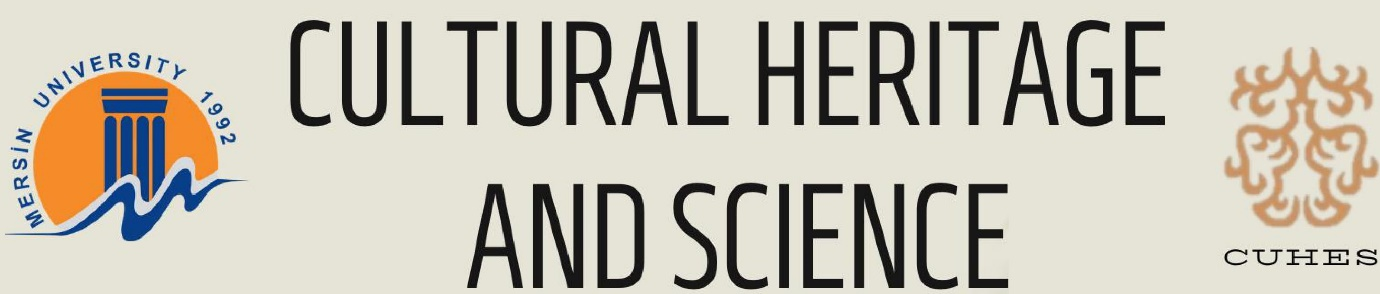 MERSİN UNIVERSITY 1992
CULTURAL HERITAGE
AND SCIENCE
CUHES